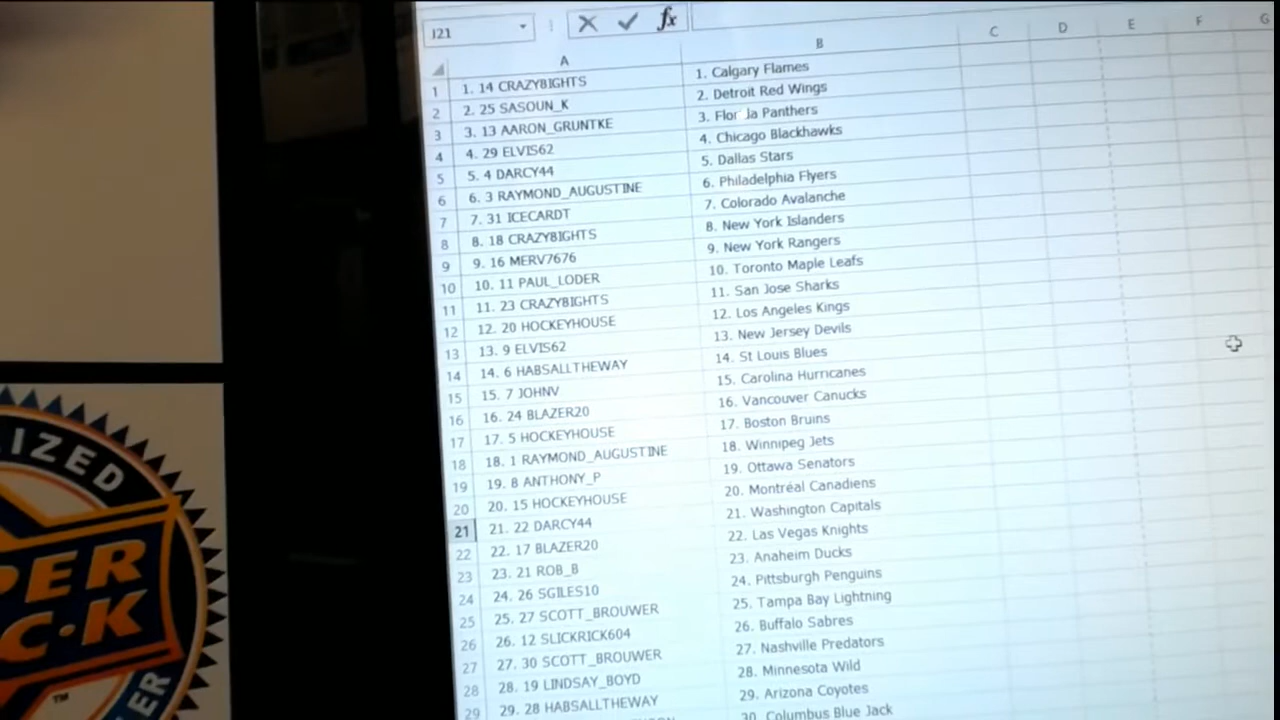 J21
fx
A B C D E F G
1 1. 14 CRAZY8IGHTS 1. Calgary Flames
2 2. 25 SASOUN_K 2. Detroit Red Wings
3 3. 13 AARON_GRUNTKE 3. Flor da Panthers
4 4. 29 ELVIS62 4. Chicago Blackhawks
5 5. 4 DARCY44 5. Dallas Stars
6 6. 3 RAYMOND_AUGUSTINE 6. Philadelphia Flyers
7 7. 31 ICECARDT 7. Colorado Avalanche
8 8. 18 CRAZY8IGHTS 8. New York Islanders
9 9. 16 MERV7676 9. New York Rangers
10 10. 11 PAUL_LODER 10. Toronto Maple Leafs
11 11. 23 CRAZY8IGHTS 11. San Jose Sharks
12 12. 20 HOCKEYHOUSE 12. Los Angeles Kings
13 13. 9 ELVIS62 13. New Jersey Devils
14 14. 6 HABSALLTHEWAY 14. St Louis Blues
15 15. 7 JOHNV 15. Carolina Hurricanes
16 16. 24 BLAZER20 16. Vancouver Canucks
17 17. 5 HOCKEYHOUSE 17. Boston Bruins
18 18. 1 RAYMOND_AUGUSTINE 18. Winnipeg Jets
19 19. 8 ANTHONY_P 19. Ottawa Senators
20 20. 15 HOCKEYHOUSE 20. Montréal Canadiens
21 21. 22 DARCY44 21. Washington Capitals
22 22. 17 BLAZER20 22. Las Vegas Knights
23 23. 21 ROB_B 23. Anaheim Ducks
24 24. 26 SGILES10 24. Pittsburgh Penguins
25 25. 27 SCOTT_BROUWER 25. Tampa Bay Lightning
26 26. 12 SLICKRICK604 26. Buffalo Sabres
27 27. 30 SCOTT_BROUWER 27. Nashville Predators
28 28. 19 LINDSAY_BOYD 28. Minnesota Wild
29 29. 28 HABSALLTHEWAY 29. Arizona Coyotes
30. Columbus Blue Jack
IZED
PER
C·K
TM